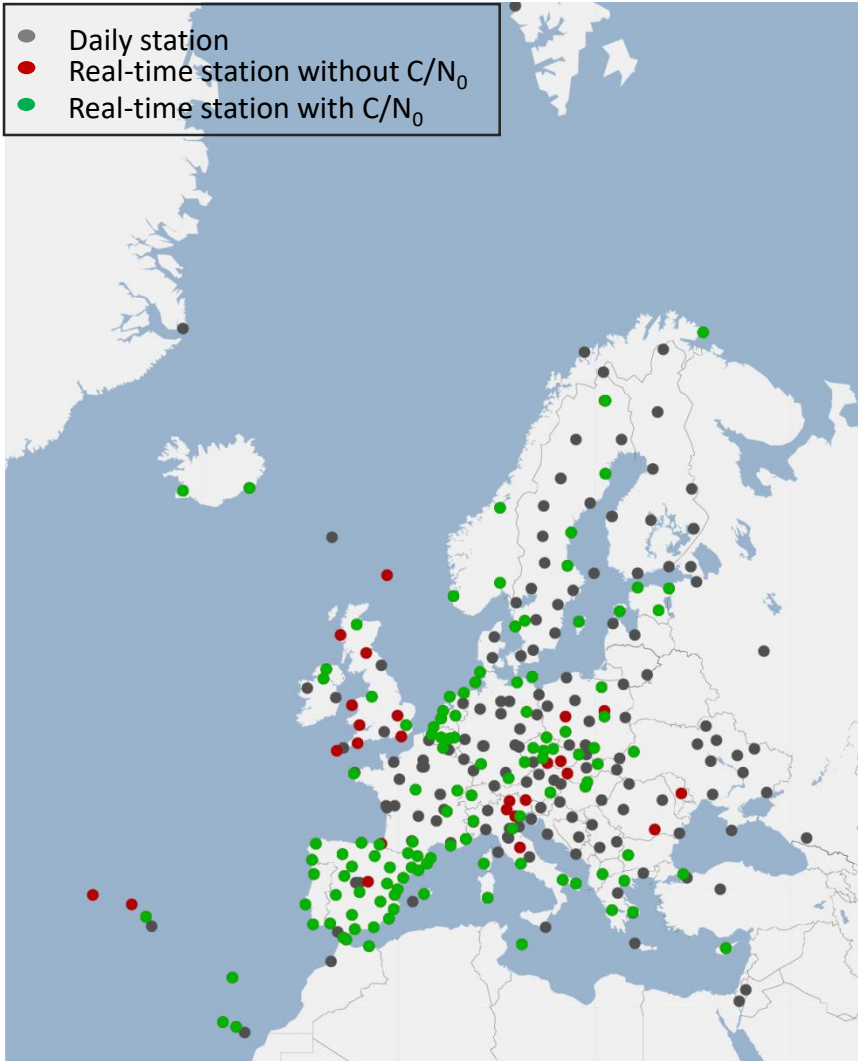 Daily station
Real-time station without C/N₀
Real-time station with C/N₀